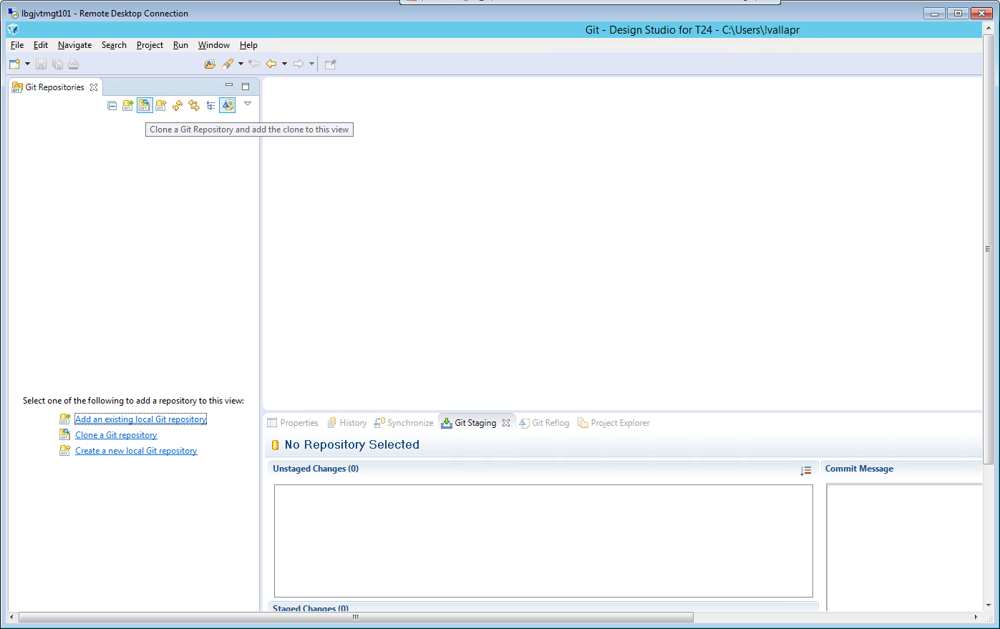 lbgjvtmgt101 - Remote Desktop Connection
Git - Design Studio for T24 - C:\Users\!vallapr
File Edit Navigate Search Project Run Window Help
Git Repositories
Clone a Git Repository and add the clone to this view
Select one of the following to add a repository to this view:
Add an existing local Git repository
Clone a Git repository
Create a new local Git repository
Properties History Synchronize Git Staging Git Reflog Project Explorer
No Repository Selected
Unstaged Changes (0)
Commit Message
Staged Changes (0)